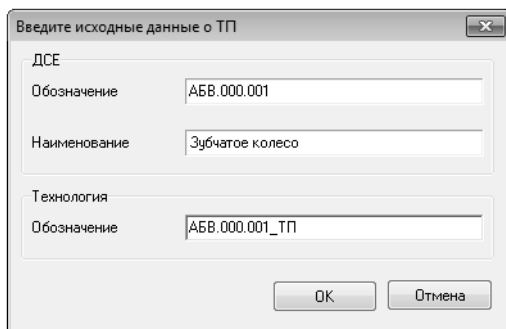 Введите исходные данные о ТП
ДСЕ
Обозначение АБВ.000.001
Наименование Зубчатое колесо
Технология
Обозначение АБВ.000.001_ТП
OK Отмена